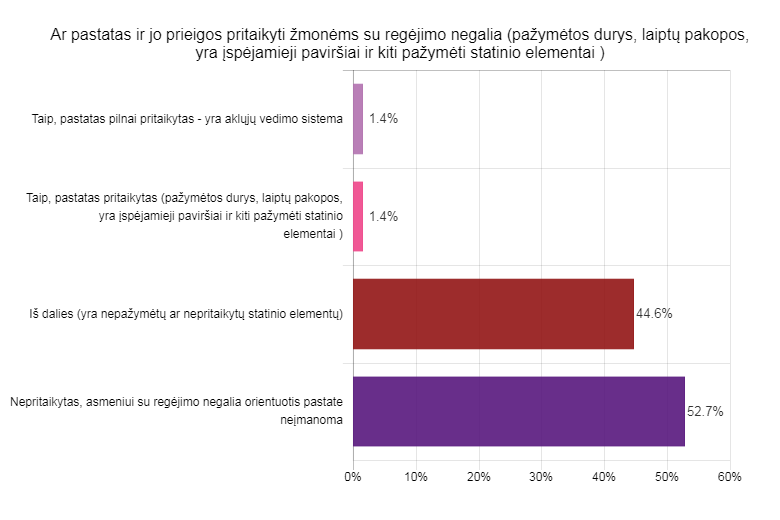 Ar pastatas ir jo prieigos pritaikyti žmonėms su regėjimo negalia (pažymėtos durys, laiptų pakopos,
yra įspėjamieji paviršiai ir kiti pažymėti statinio elementai )
Taip, pastatas pilnai pritaikytas - yra aklųjų vedimo sistema
1.4%
Taip, pastatas pritaikytas (pažymėtos durys, laiptų pakopos,
yra įspėjamieji paviršiai ir kiti pažymėti statinio
elementai )
1.4%
Iš dalies (yra nepažymėtų ar nepritaikytų statinio elementų)
44.6%
Nepritaikytas, asmeniui su regėjimo negalia orientuotis pastate
neįmanoma
52.7%
0% 10% 20% 30% 40% 50% 60%